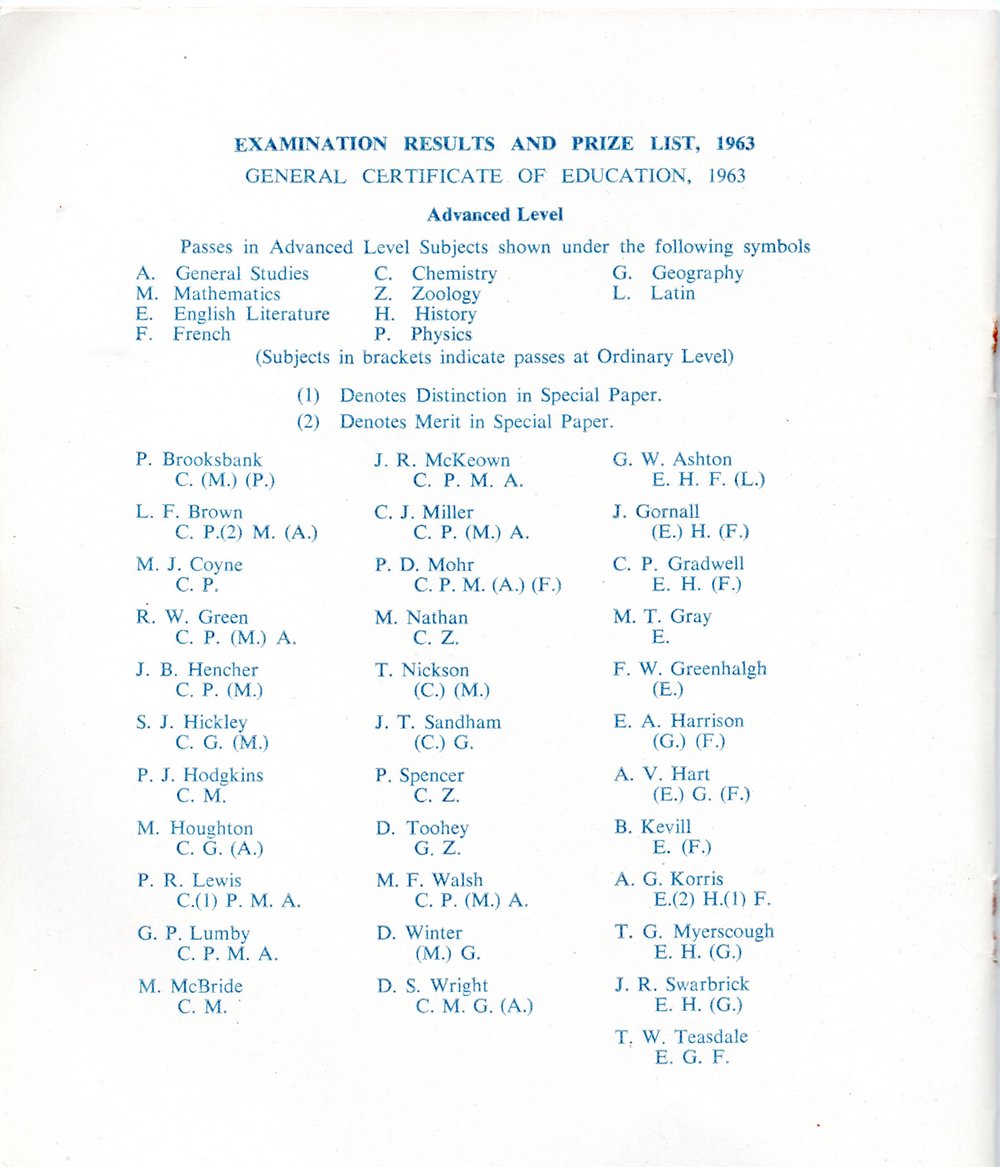 EXAMINATION RESULTS AND PRIZE LIST, 1963
GENERAL CERTIFICATE OF EDUCATION, 1963
Advanced Level
Passes in Advanced Level Subjects shown under the following symbols
A. General Studies
M. Mathematics
E. English Literature
F. French
C. Chemistry
Z. Zoology
H. History
P. Physics
G. Geography
L. Latin
(Subjects in brackets indicate passes at Ordinary Level)
(1) Denotes Distinction in Special Paper.
(2) Denotes Merit in Special Paper.
P. Brooksbank
C. (M.) (P.)
L. F. Brown
C. P.(2) M. (A.)
M. J. Coyne
C. P.
R. W. Green
C. P. (M.) A.
J. B. Hencher
C. P. (M.)
S. J. Hickley
C. G. (M.)
P. J. Hodgkins
C. M.
M. Houghton
C. G. (A.)
P. R. Lewis
C.(1) P. M. A.
G. P. Lumby
C. P. M. A.
M. McBride
C. M.
J. R. McKeown
C. P. M. A.
C. J. Miller
C. P. (M.) A.
P. D. Mohr
C. P. M. (A.) (F.)
M. Nathan
C. Z.
T. Nickson
(C.) (M.)
J. T. Sandham
(C.) G.
P. Spencer
C. Z.
D. Toohey
G. Z.
M. F. Walsh
C. P. (M.) A.
D. Winter
(M.) G.
D. S. Wright
C. M. G. (A.)
G. W. Ashton
E. H. F. (L.)
J. Gornall
(E.) H. (F.)
C. P. Gradwell
E. H. (F.)
M. T. Gray
E.
F. W. Greenhalgh
(E.)
E. A. Harrison
(G.) (F.)
A. V. Hart
(E.) G. (F.)
B. Kevill
E. (F.)
A. G. Korris
E.(2) H.(1) F.
T. G. Myerscough
E. H. (G.)
J. R. Swarbrick
E. H. (G.)
T. W. Teasdale
E. G. F.